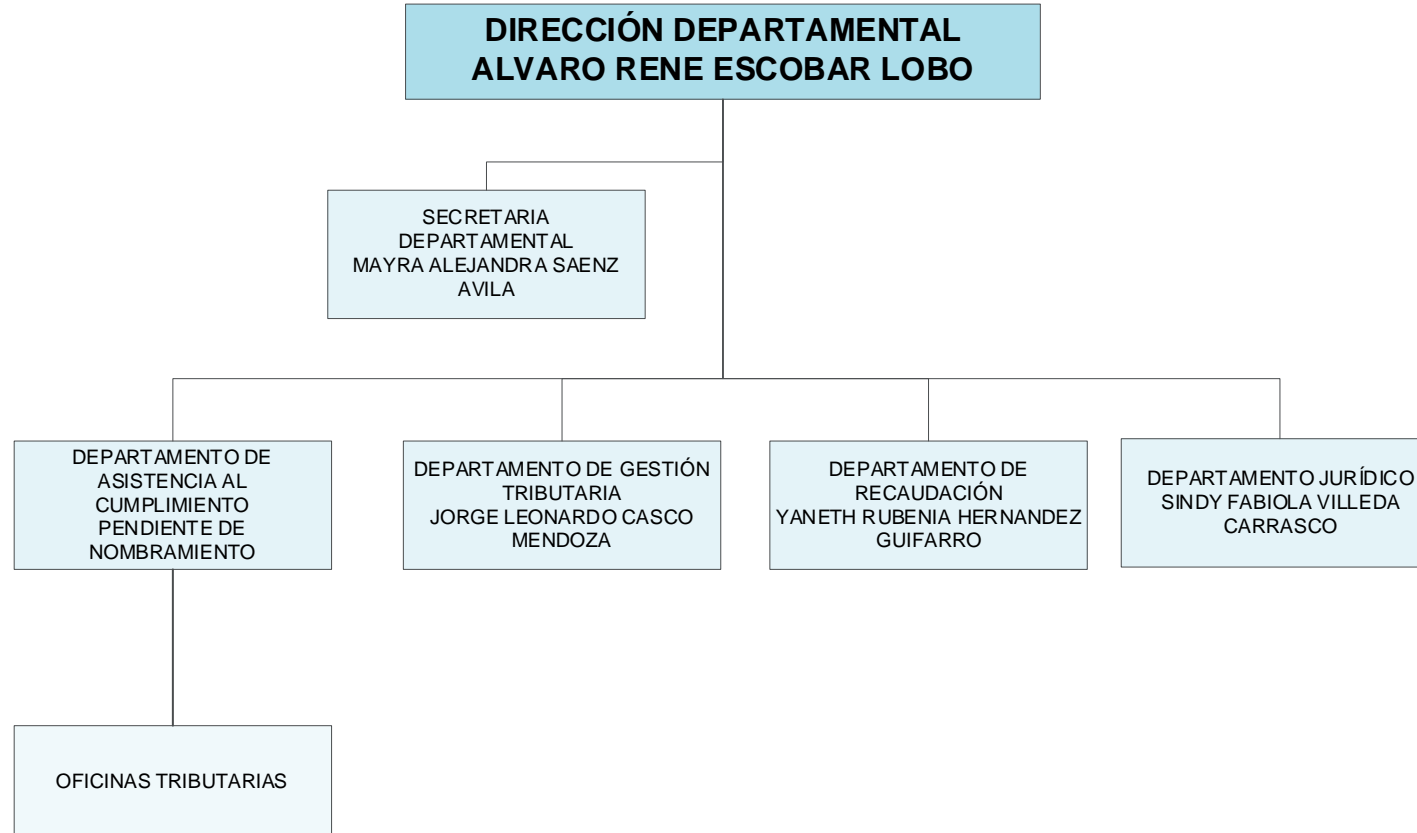 DIRECCIÓN DEPARTAMENTAL
ALVARO RENE ESCOBAR LOBO
SECRETARIA
DEPARTAMENTAL
MAYRA ALEJANDRA SAENZ
AVILA
DEPARTAMENTO DE
ASISTENCIA AL
CUMPLIMIENTO
PENDIENTE DE
NOMBRAMIENTO
DEPARTAMENTO DE GESTIÓN
TRIBUTARIA
JORGE LEONARDO CASCO
MENDOZA
DEPARTAMENTO DE
RECAUDACIÓN
YANETH RUBENIA HERNANDEZ
GUIFARRO
DEPARTAMENTO JURÍDICO
SINDY FABIOLA VILLEDA
CARRASCO
OFICINAS TRIBUTARIAS